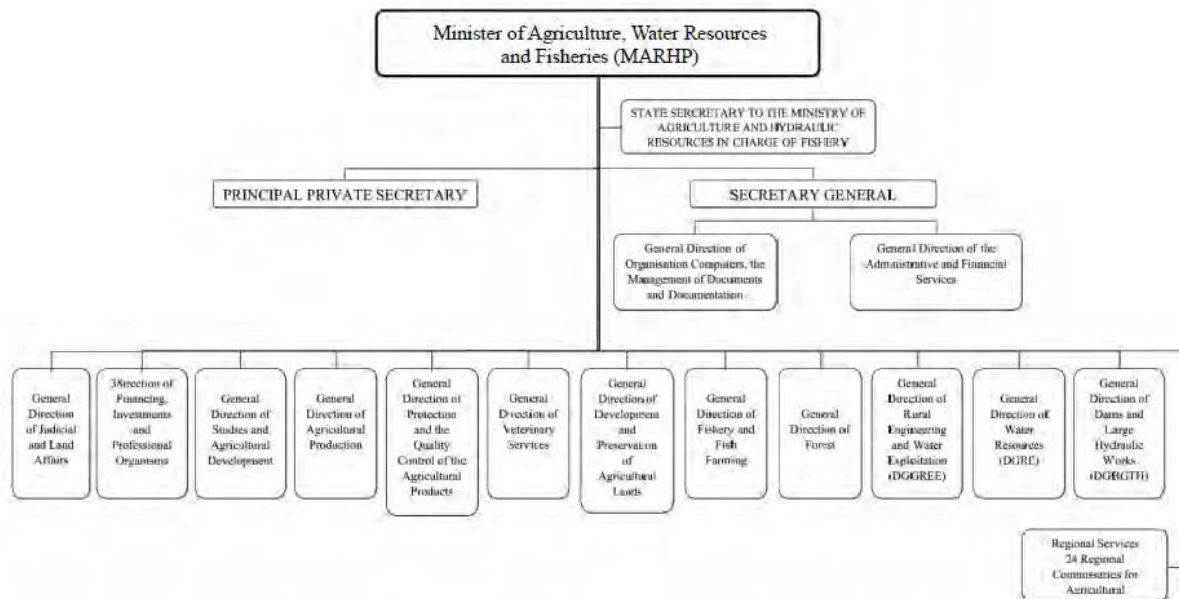 Minister of Agriculture, Water Resources
and Fisheries (MARHP)
STATE SERCRETARY TO THE MINISTRY OF
AGRICULTURE AND HYDRAULIC
RESOURCES IN CHARGE OF FISHERY
PRINCIPAL PRIVATE SECRETARY
SECRETARY GENERAL
General Direction of
Organisation Computers, the
Management of Documents
and Documentation
General Direction of the
Administrative and Financial
Services
General
Direction
of Judicial
and Land
Affairs
38irection of
Financing,
Investments
and
Professional
Organisms
General
Direction of
Studies and
Agricultural
Development
General
Direction of
Agricultural
Production
General
Direction of
Protection
and the
Quality
Control of the
Agricultural
Products
General
Direction of
Veterinary
Services
General
Direction of
Development
and
Preservation
of
Agricultural
Lands
General
Direction of
Fishery and
Fish
Farming
General
Direction of
Forest
General
Direction of
Rural
Engineering
and Water
Exploitation
(DGGREE)
General
Direction of
Water
Resources
(DGRE)
General
Direction of
Dams and
Large
Hydraulic
Works
(DGBGTH)
Regional Services
24 Regional
Commissaries for
Agricultural